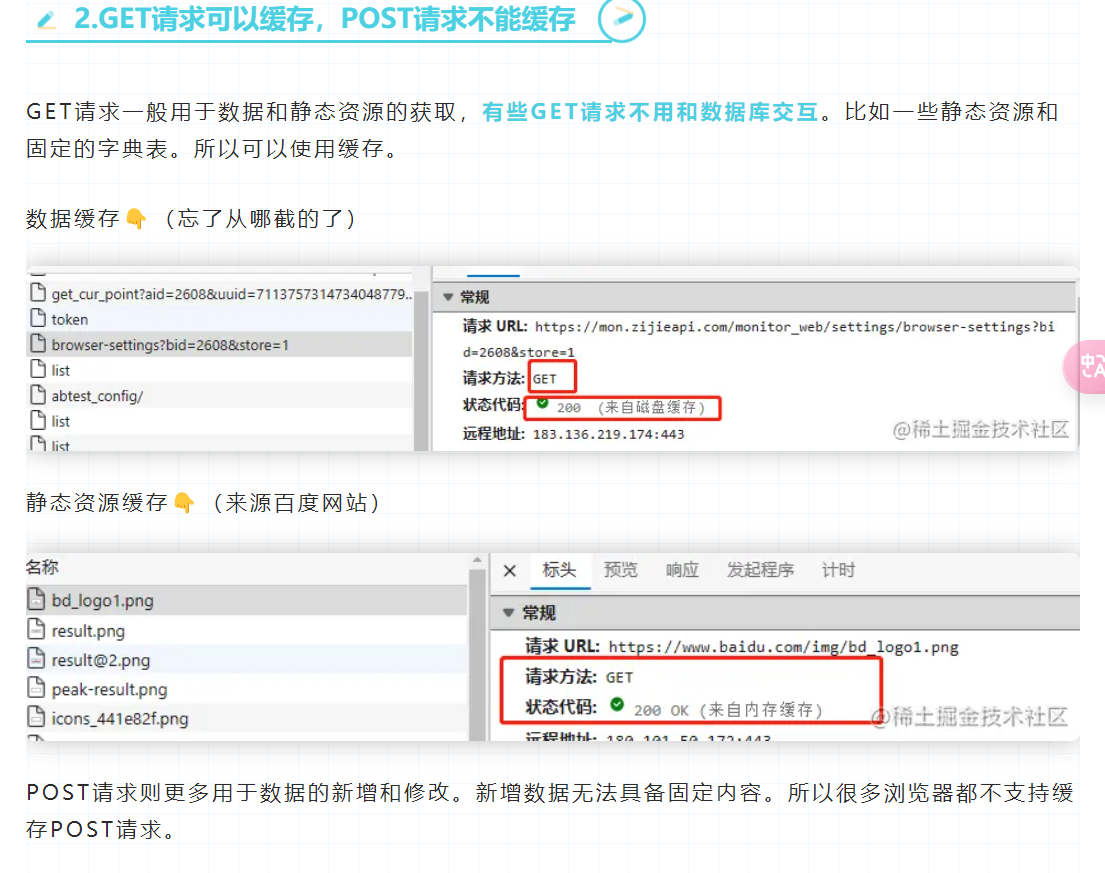 2.GET请求可以缓存，POST请求不能缓存
GET请求一般用于数据和静态资源的获取，有些GET请求不用和数据库交互。比如一些静态资源和
固定的字典表。所以可以使用缓存。
数据缓存👇（忘了从哪截的了）
get_cur_point?aid=2608&uuid=7113757314734048779...
token
browser-settings?bid=2608&store=1
list
abtest_config/
list
list
常规
请求 URL: https://mon.zijieapi.com/monitor_web/settings/browser-settings?bi
d=2608&store=1
请求方法: GET
状态代码: 200 （来自磁盘缓存）
远程地址: 183.136.219.174:443
@稀土掘金技术社区
中
A
静态资源缓存👇（来源百度网站）
名称
bd_logo1.png
result.png
result@2.png
peak-result.png
icons_441e82f.png
标头 预览 响应 发起程序 计时
常规
请求 URL: https://www.baidu.com/img/bd_logo1.png
请求方法: GET
状态代码: 200 OK （来自内存缓存）
远程地址: 180.101.50.172:443
@稀土掘金技术社区
POST请求则更多用于数据的新增和修改。新增数据无法具备固定内容。所以很多浏览器都不支持缓
存POST请求。